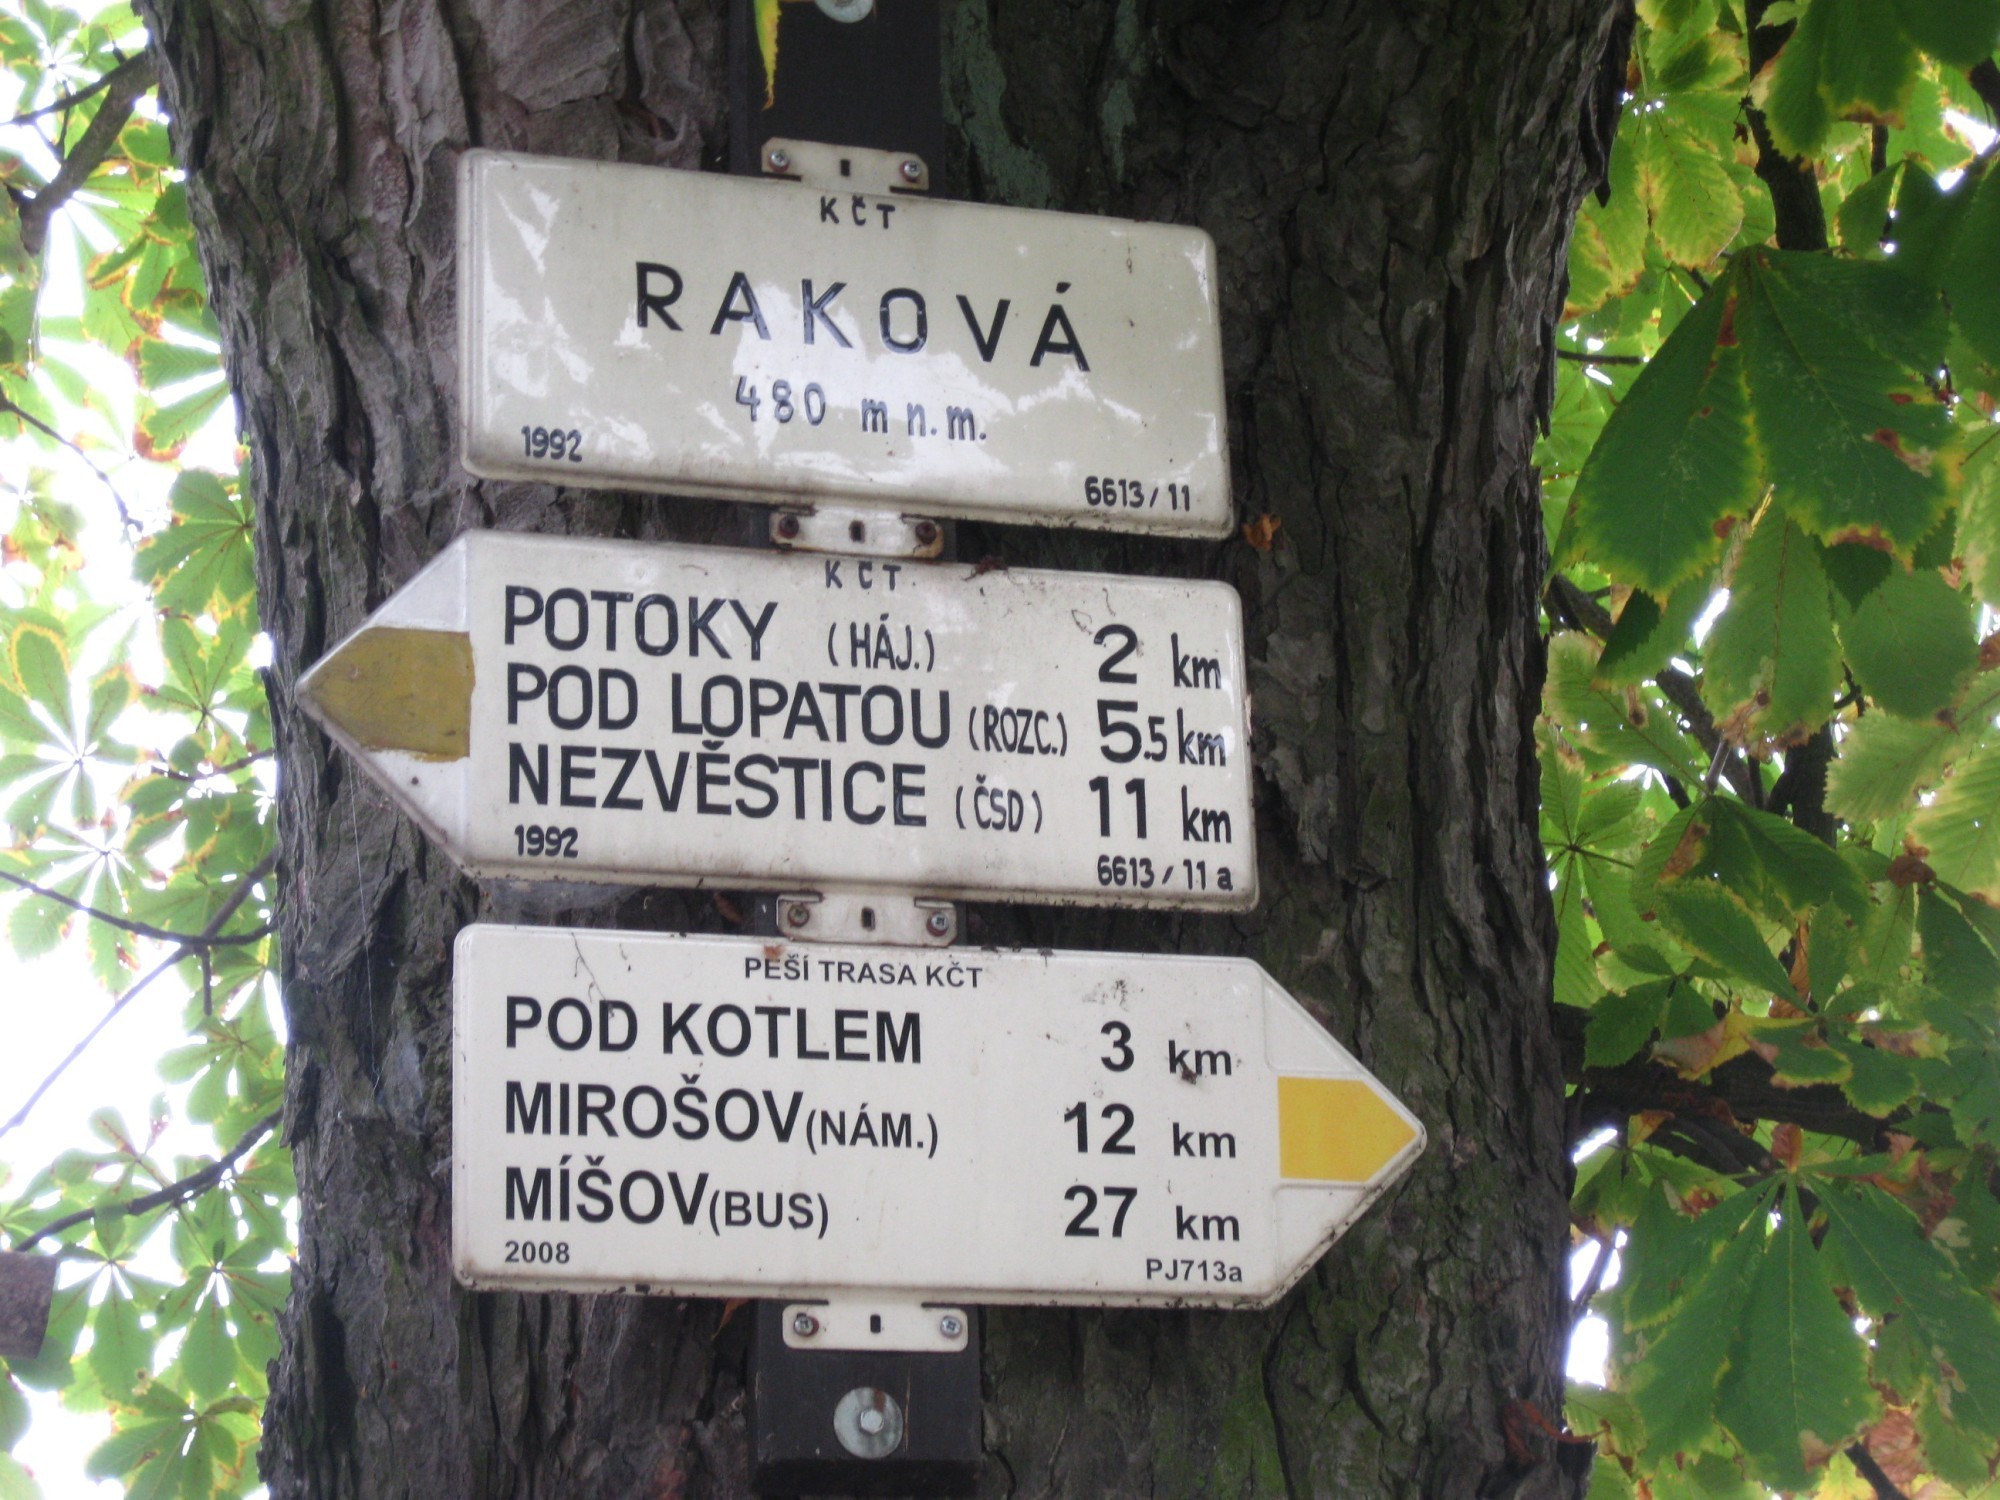 KČT
RAKOVÁ
480 m n.m.
1992 6613/11
KČT
POTOKY (HÁJ.) 2 km
POD LOPATOU (ROZC.) 5.5 km
NEZVĚSTICE (ČSD) 11 km
1992 6613/11a
PĚŠÍ TRASA KČT
POD KOTLEM 3 km
MIROŠOV (NÁM.) 12 km
MÍŠOV (BUS) 27 km
2008 PJ713a